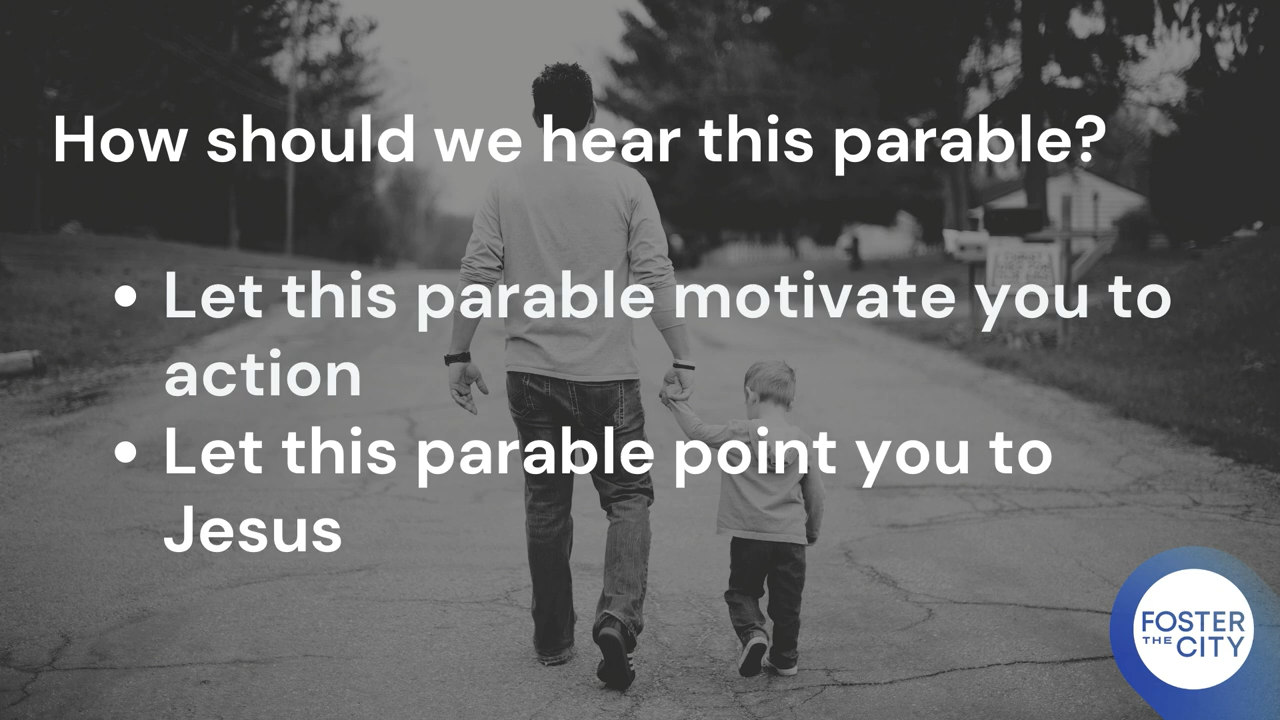 How should we hear this parable?
• Let this parable motivate you to
action
• Let this parable point you to
Jesus
FOSTER
THE CITY